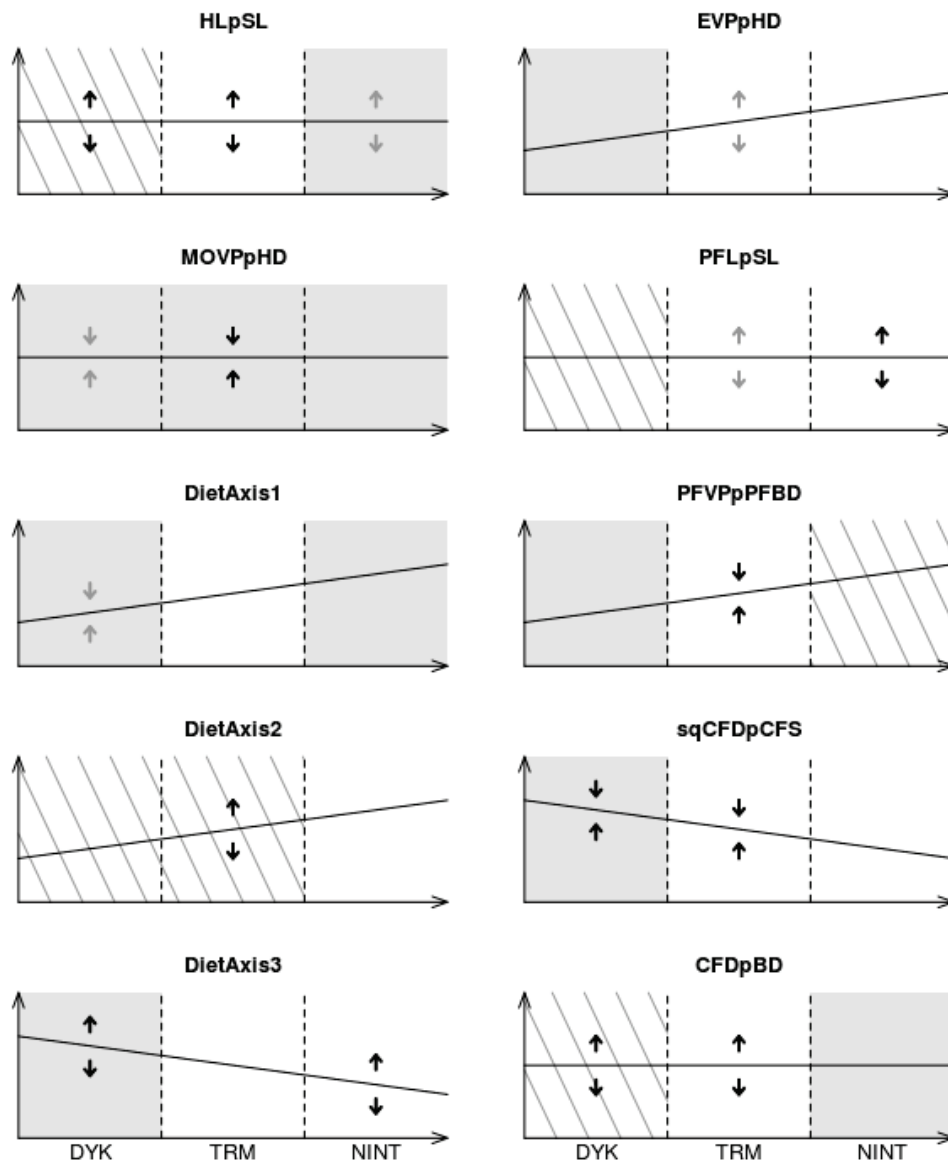 HLpSL
EVPpHD
MOVPpHD
PFLpSL
DietAxis1
PFVPpPFBD
DietAxis2
sqCFDpCFS
DietAxis3
CFDpBD
DYK TRM NINT
DYK TRM NINT